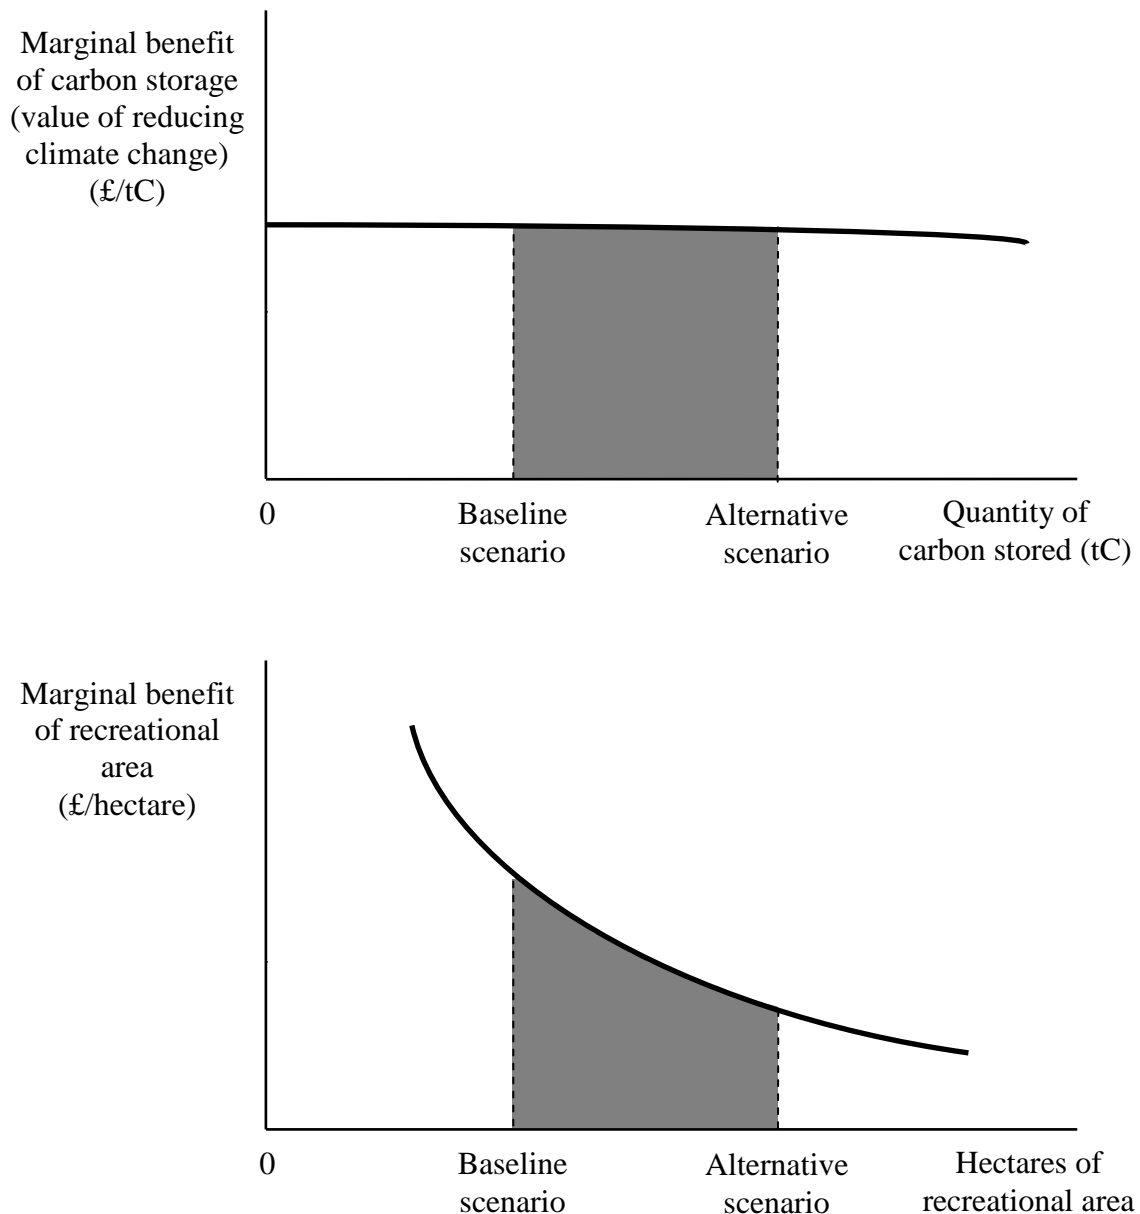 Marginal benefit
of carbon storage
(value of reducing
climate change)
(£/tC)
0
Baseline
scenario
Alternative
scenario
Quantity of
carbon stored (tC)
Marginal benefit
of recreational
area
(£/hectare)
0
Baseline
scenario
Alternative
scenario
Hectares of
recreational area